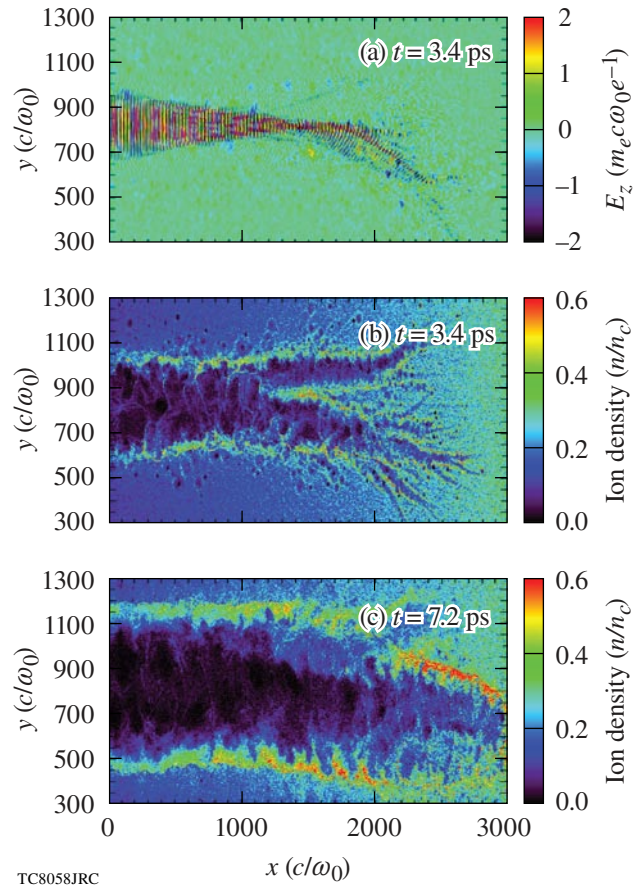 1300
1100
900
700
500
300
y (c/ω0)
(a) t = 3.4 ps
2
1
0
−1
−2
Ez (mecω0e−1)
1300
1100
900
700
500
300
y (c/ω0)
(b) t = 3.4 ps
0.6
0.4
0.2
0.0
Ion density (n/nc)
1300
1100
900
700
500
300
y (c/ω0)
(c) t = 7.2 ps
0.6
0.4
0.2
0.0
Ion density (n/nc)
0 1000 2000 3000
x (c/ω0)
TC8058JRC